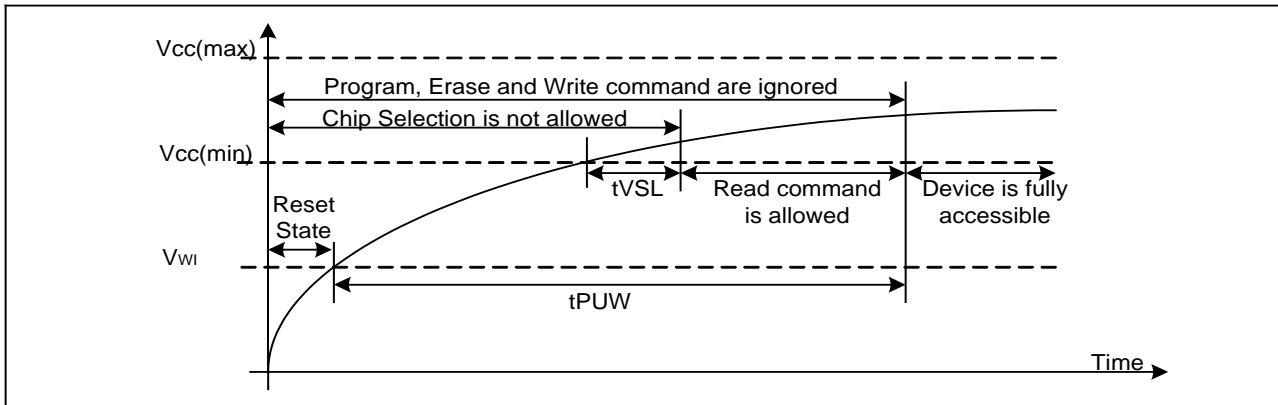 Vcc(max)
Program, Erase and Write command are ignored
Chip Selection is not allowed
Vcc(min)
tVSL
Read command
is allowed
Device is fully
accessible
Reset
State
VWI
tPUW
Time